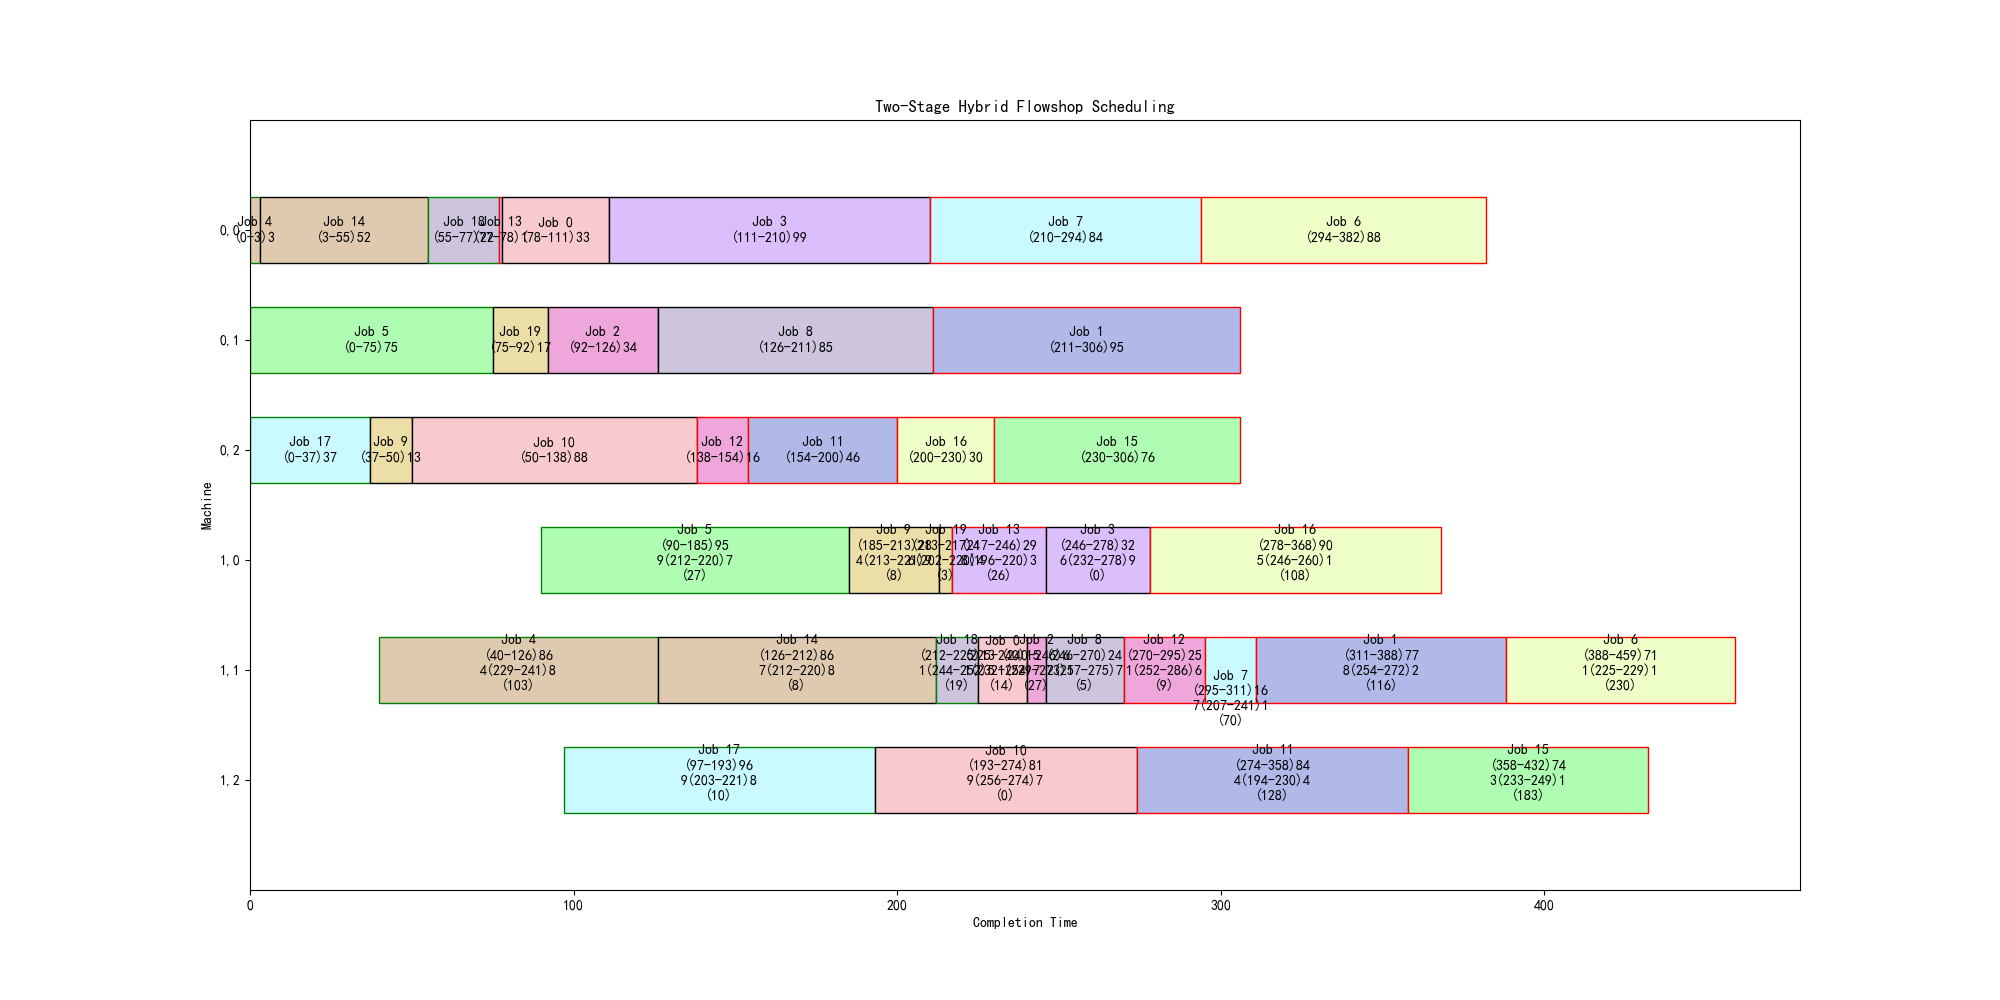 Two-Stage Hybrid Flowshop Scheduling
Machine
0,0
Job 4
(0-3)3
Job 14
(3-55)52
Job 18
(55-77)22
Job 13
(77-78)1
Job 0
(78-111)33
Job 3
(111-210)99
Job 7
(210-294)84
Job 6
(294-382)88
0,1
Job 5
(0-75)75
Job 19
(75-92)17
Job 2
(92-126)34
Job 8
(126-211)85
Job 1
(211-306)95
0,2
Job 17
(0-37)37
Job 9
(37-50)13
Job 10
(50-138)88
Job 12
(138-154)16
Job 11
(154-200)46
Job 16
(200-230)30
Job 15
(230-306)76
1,0
Job 5
(90-185)95
9(212-220)7
(27)
Job 9
(185-213)28
(8)
Job 19
(213-217)4
(3)
Job 13
(217-246)29
8(196-220)3
(26)
Job 3
(246-278)32
6(232-278)9
(0)
Job 16
(278-368)90
5(246-260)1
(108)
1,1
Job 4
(40-126)86
4(229-241)8
(103)
Job 14
(126-212)86
7(212-220)8
(8)
Job 18
(212-225)13
(19)
Job 0
(225-240)15
(14)
Job 2
(240-246)6
(27)
Job 8
(246-270)24
(5)
Job 12
(270-295)25
1(252-286)6
(9)
Job 7
(295-311)16
7(207-241)1
(70)
Job 1
(311-388)77
8(254-272)2
(116)
Job 6
(388-459)71
1(225-229)1
(230)
1,2
Job 17
(97-193)96
9(203-221)8
(10)
Job 10
(193-274)81
9(256-274)7
(0)
Job 11
(274-358)84
4(194-230)4
(128)
Job 15
(358-432)74
3(233-249)1
(183)
0
100
200
300
400
Completion Time